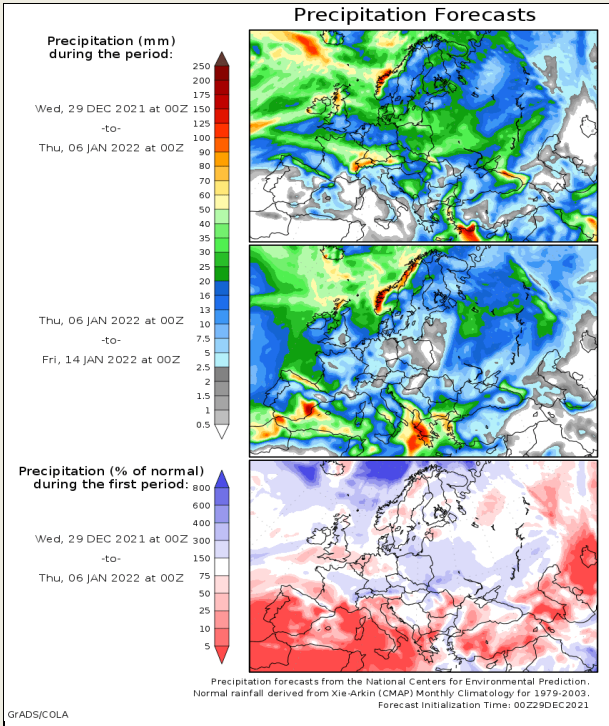 Precipitation Forecasts
Precipitation (mm)
during the period:
Wed, 29 DEC 2021 at 00Z
-to-
Thu, 06 JAN 2022 at 00Z
250
200
175
150
125
100
90
80
70
60
50
40
35
30
25
20
16
13
10
7.5
5
2.5
2
1.5
1
0.5
Thu, 06 JAN 2022 at 00Z
-to-
Fri, 14 JAN 2022 at 00Z
Precipitation (% of normal)
during the first period:
Wed, 29 DEC 2021 at 00Z
-to-
Thu, 06 JAN 2022 at 00Z
800
600
400
300
150
75
50
25
10
5
Precipitation forecasts from the National Centers for Environmental Prediction.
Normal rainfall derived from Xie-Arkin (CMAP) Monthly Climatology for 1979-2003.
Forecast Initialization Time: 00Z29DEC2021
GrADS/COLA